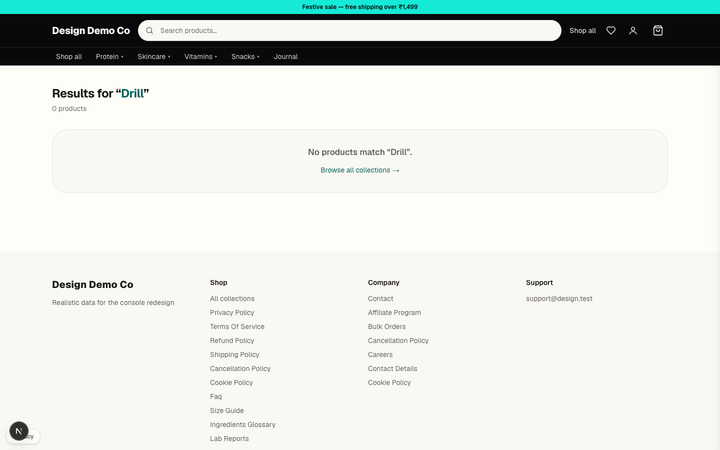 Festive sale — free shipping over ₹1,499
Design Demo Co
Search products...
Shop all
Shop all
Protein
Skincare
Vitamins
Snacks
Journal
Results for “Drill”
0 products
No products match “Drill”.
Browse all collections →
Design Demo Co
Realistic data for the console redesign
Shop
All collections
Privacy Policy
Terms Of Service
Refund Policy
Shipping Policy
Cancellation Policy
Cookie Policy
Faq
Size Guide
Ingredients Glossary
Lab Reports
Company
Contact
Affiliate Program
Bulk Orders
Cancellation Policy
Careers
Contact Details
Cookie Policy
Support
support@design.test
N